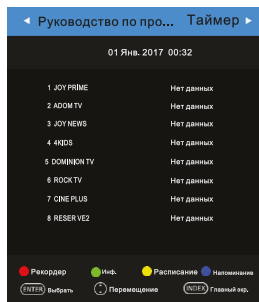 Руководство по про... Таймер
01 Янв. 2017 00:32
1 JOY PRIME Нет данных
2 ADOM TV Нет данных
3 JOY NEWS Нет данных
4 4KIDS Нет данных
5 DOMINION TV Нет данных
6 ROCK TV Нет данных
7 CINE PLUS Нет данных
8 RESERVE2 Нет данных
Рекордер Инф. Расписание Напоминание
ENTER Выбрать Перемещение INDEX Главный экр.